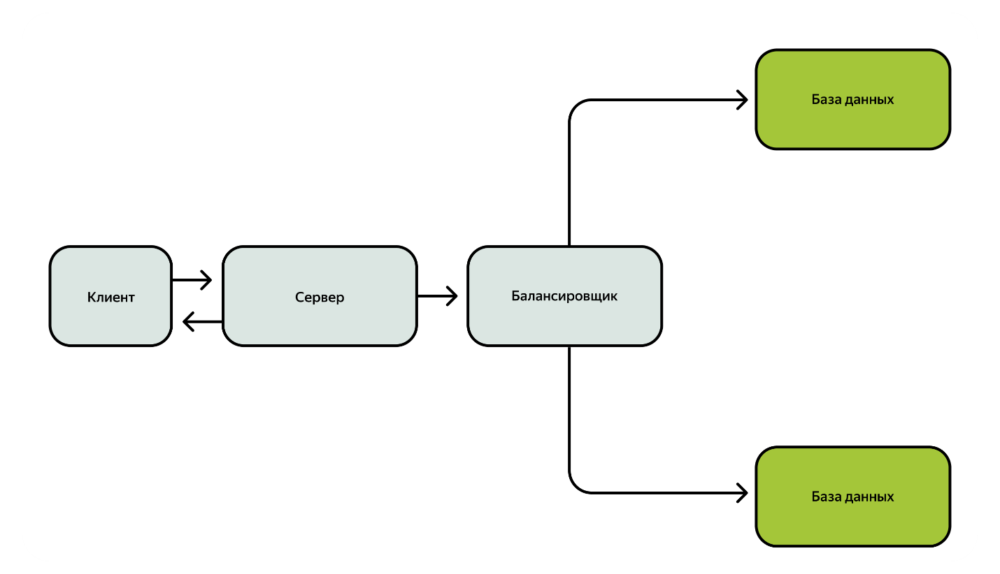 База данных
Клиент
Сервер
Балансировщик
База данных